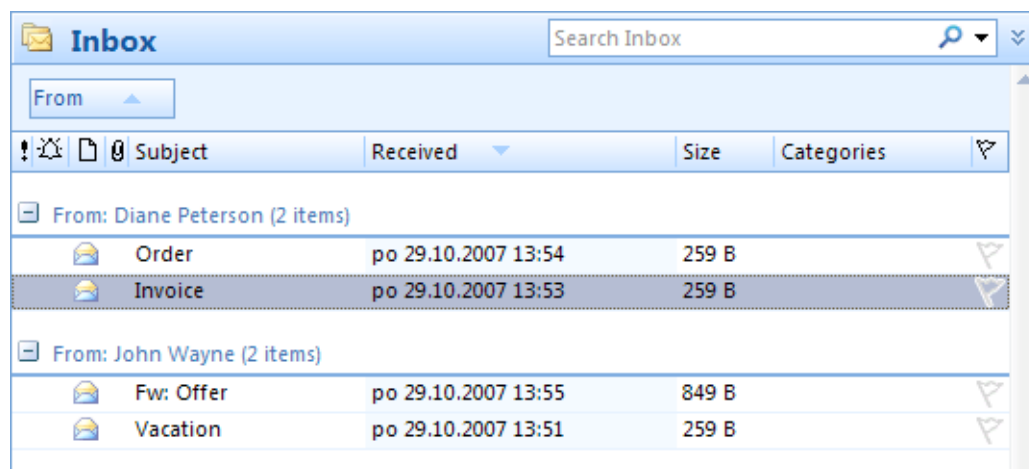 Inbox Search Inbox
From
! Subject Received Size Categories
From: Diane Peterson (2 items)
Order po 29.10.2007 13:54 259 B
Invoice po 29.10.2007 13:53 259 B
From: John Wayne (2 items)
Fw: Offer po 29.10.2007 13:55 849 B
Vacation po 29.10.2007 13:51 259 B